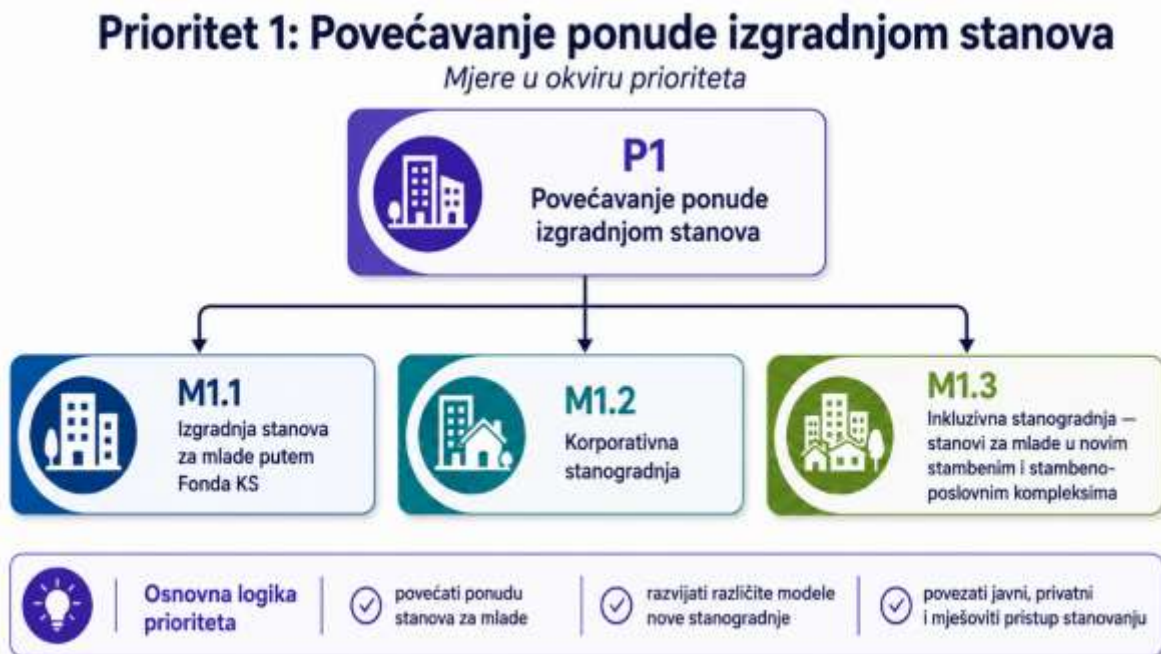 Prioritet 1: Povećavanje ponude izgradnjom stanova
Mjere u okviru prioriteta
P1
Povećavanje ponude
izgradnjom stanova
M1.1
Izgradnja stanova
za mlade putem
Fonda KS
M1.2
Korporativna
stanogradnja
M1.3
Inkluzivna stanogradnja —
stanovi za mlade u novim
stambenim i stambeno-
poslovnim kompleksima
Osnovna logika
prioriteta
povećati ponudu
stanova za mlade
razvijati različite modele
nove stanogradnje
povezati javni, privatni
i mješoviti pristup stanovanju